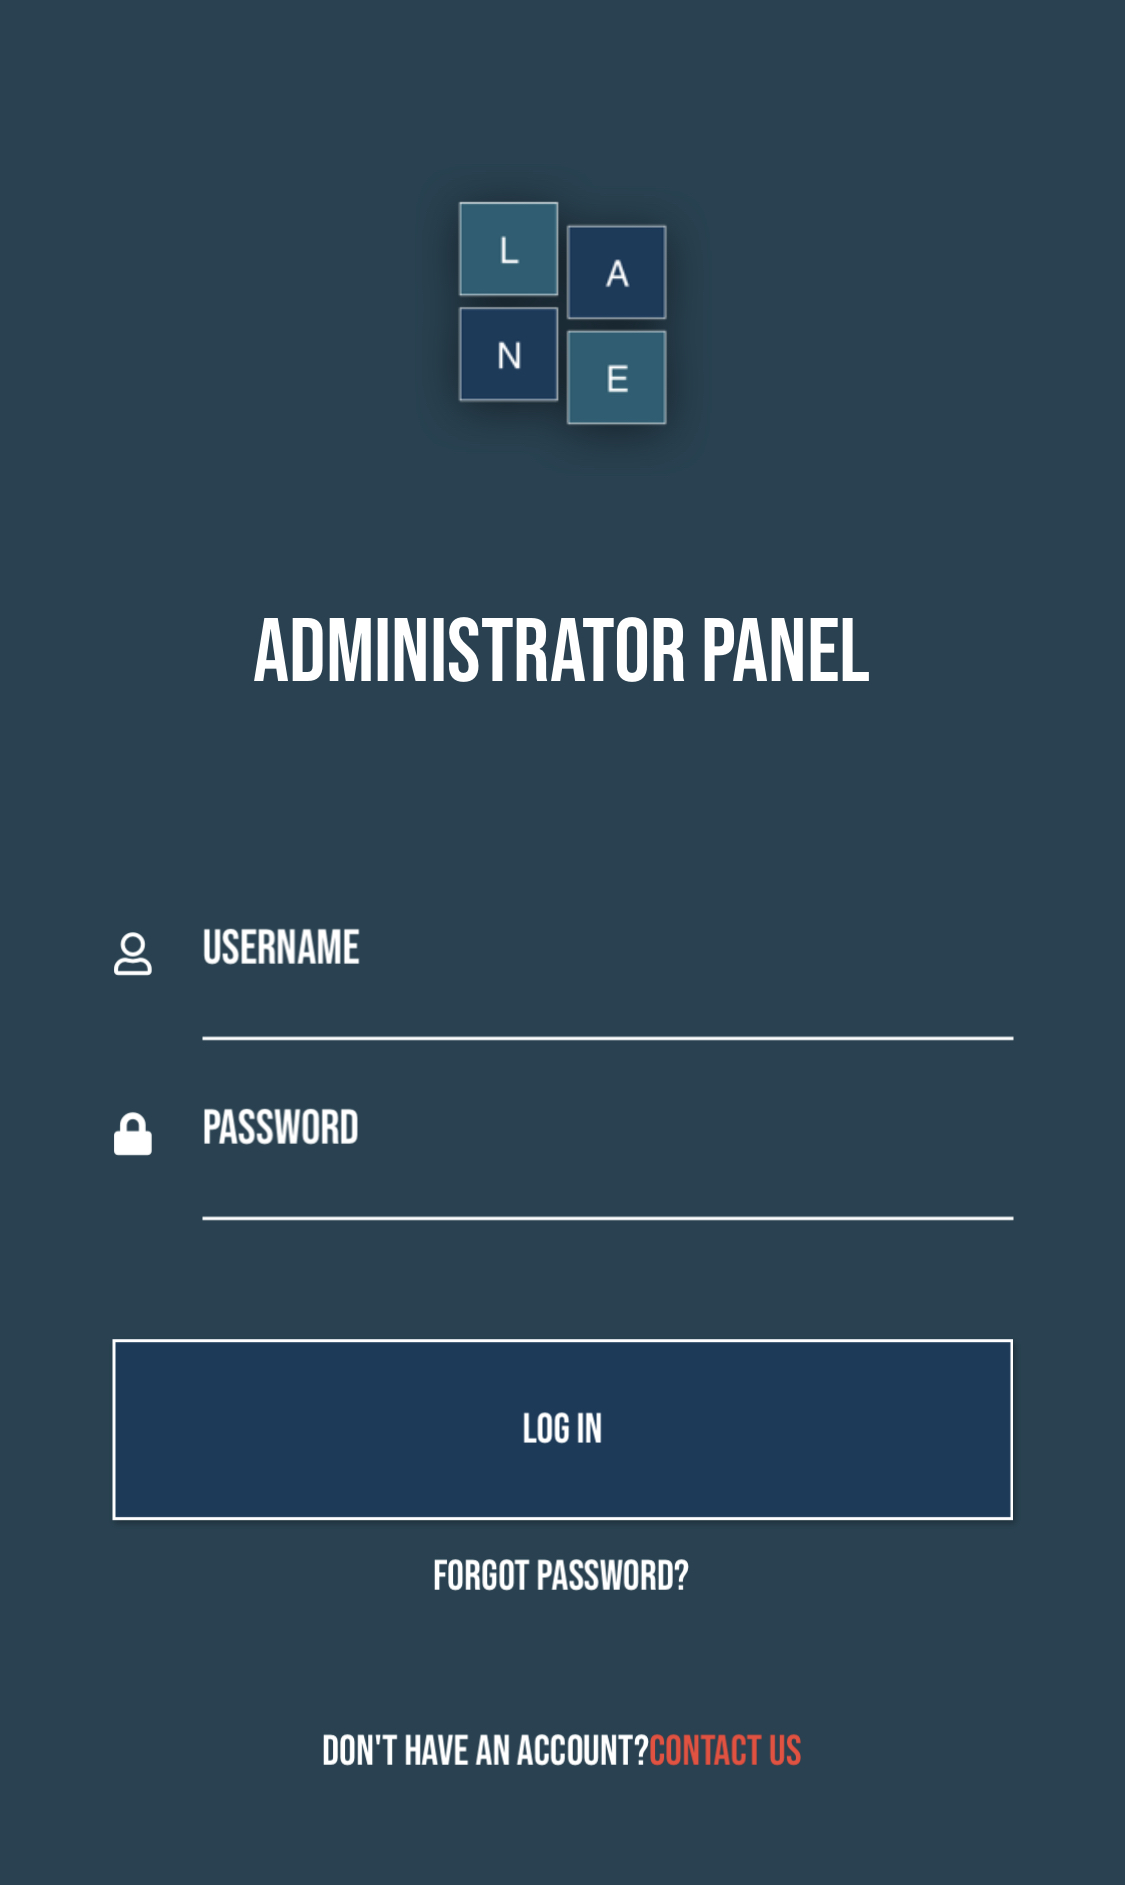 L A
N E
ADMINISTRATOR PANEL
USERNAME
PASSWORD
LOG IN
FORGOT PASSWORD?
DON'T HAVE AN ACCOUNT?CONTACT US